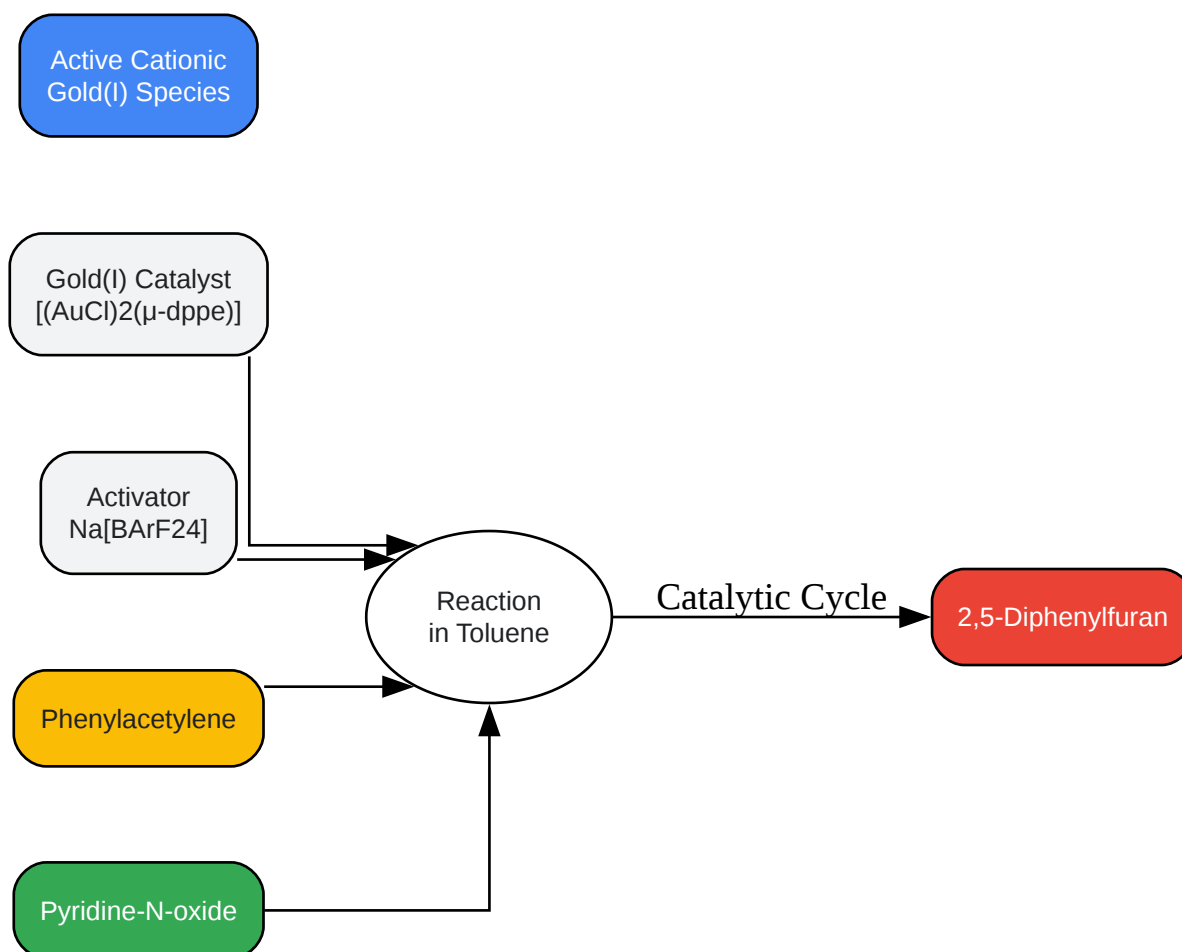 Active Cationic
Gold(I) Species
Gold(I) Catalyst
[(AuCl)2(μ-dppe)]
Activator
Na[BArF24]
Reaction
in Toluene
Catalytic Cycle
2,5-Diphenylfuran
Phenylacetylene
Pyridine-N-oxide